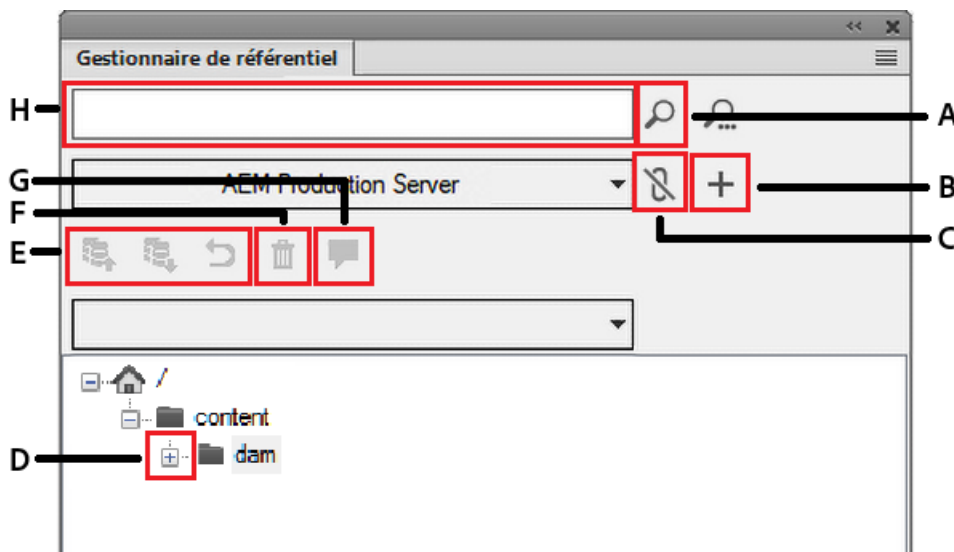 Gestionnaire de référentiel
H
A
G
AEM Production Server
B
F
C
E
/
content
D
dam